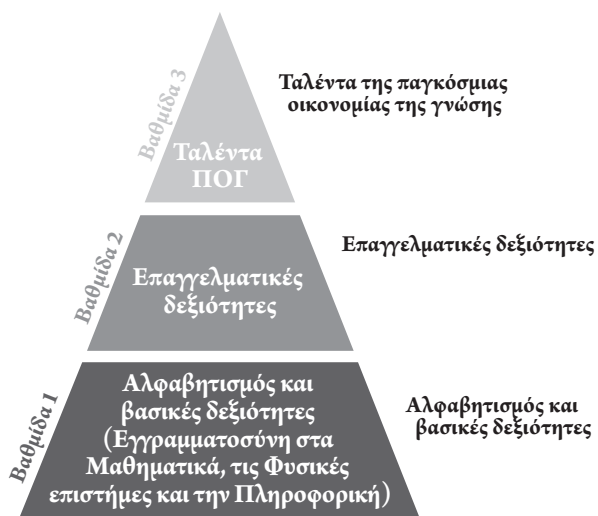 Βαθμίδα 3
Ταλέντα
ΠΟΓ
Ταλέντα της παγκόσμιας
οικονομίας της γνώσης
Βαθμίδα 2
Επαγγελματικές
δεξιότητες
Επαγγελματικές δεξιότητες
Βαθμίδα 1
Αλφαβητισμός και
βασικές δεξιότητες
(Εγγραμματοσύνη στα
Μαθηματικά, τις Φυσικές
επιστήμες και την Πληροφορική)
Αλφαβητισμός και
βασικές δεξιότητες